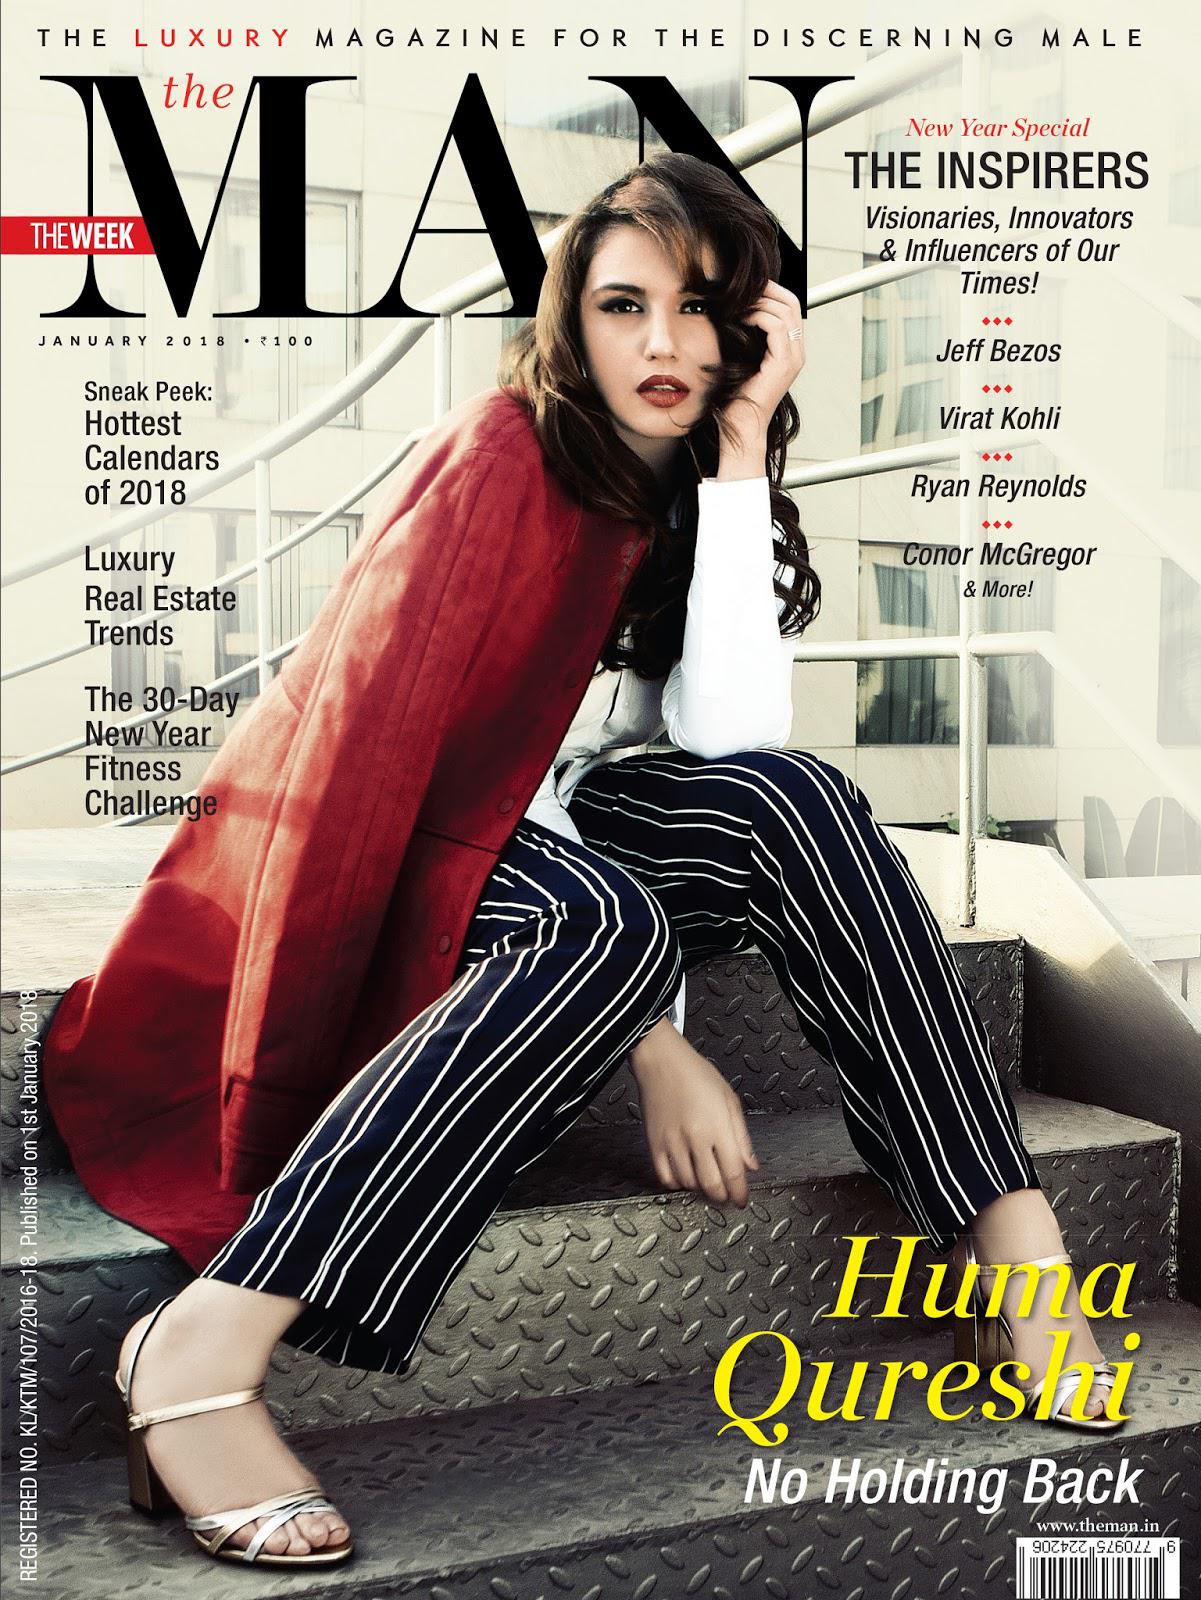 THE LUXURY MAGAZINE FOR THE DISCERNING MALE
the
MAN
THE WEEK
JANUARY 2018 • ₹100
Sneak Peek:
Hottest
Calendars
of 2018
Luxury
Real Estate
Trends
The 30-Day
New Year
Fitness
Challenge
New Year Special
THE INSPIRERS
Visionaries, Innovators
& Influencers of Our
Times!
Jeff Bezos
Virat Kohli
Ryan Reynolds
Conor McGregor
& More!
REGISTERED NO. KL/KTM/107/2016-18. Published on 1st January 2018
Huma
Qureshi
No Holding Back
www.theman.in
9 770975 224206